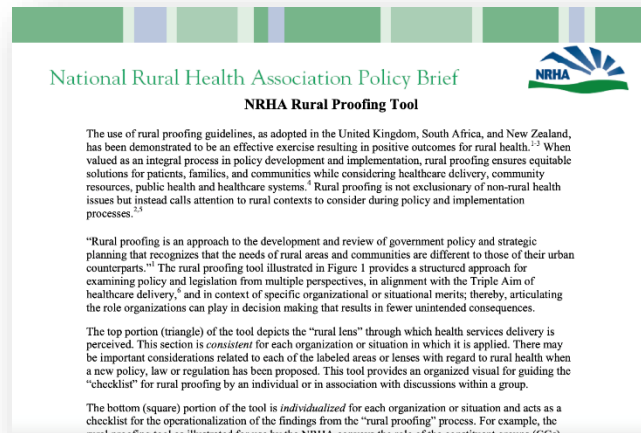 National Rural Health Association Policy Brief
NRHA
NRHA Rural Proofing Tool
The use of rural proofing guidelines, as adopted in the United Kingdom, South Africa, and New Zealand,
has been demonstrated to be an effective exercise resulting in positive outcomes for rural health.1-3 When
valued as an integral process in policy development and implementation, rural proofing ensures equitable
solutions for patients, families, and communities while considering healthcare delivery, community
resources, public health and healthcare systems.4 Rural proofing is not exclusionary of non-rural health
issues but instead calls attention to rural contexts to consider during policy and implementation
processes.2,5
“Rural proofing is an approach to the development and review of government policy and strategic
planning that recognizes that the needs of rural areas and communities are different to those of their urban
counterparts.”1 The rural proofing tool illustrated in Figure 1 provides a structured approach for
examining policy and legislation from multiple perspectives, in alignment with the Triple Aim of
healthcare delivery,6 and in context of specific organizational or situational merits; thereby, articulating
the role organizations can play in decision making that results in fewer unintended consequences.
The top portion (triangle) of the tool depicts the “rural lens” through which health services delivery is
perceived. This section is consistent for each organization or situation in which it is applied. There may
be important considerations related to each of the labeled areas or lenses with regard to rural health when
a new policy, law or regulation has been proposed. This tool provides an organized visual for guiding the
“checklist” for rural proofing by an individual or in association with discussions within a group.
The bottom (square) portion of the tool is individualized for each organization or situation and acts as a
checklist for the operationalization of the findings from the “rural proofing” process. For example, the